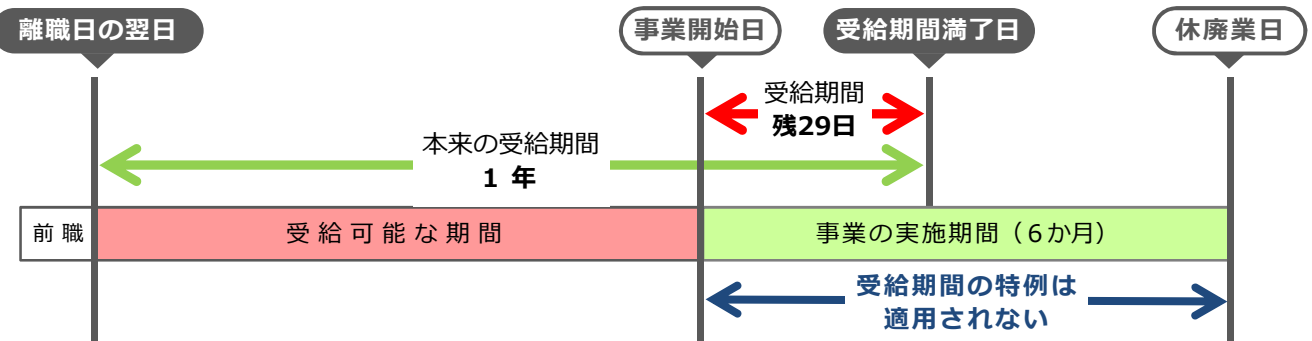 離職日の翌日
事業開始日
受給期間満了日
休廃業日
受給期間
残29日
本来の受給期間
1 年
前職
受給可能な期間
事業の実施期間（6か月）
受給期間の特例は
適用されない